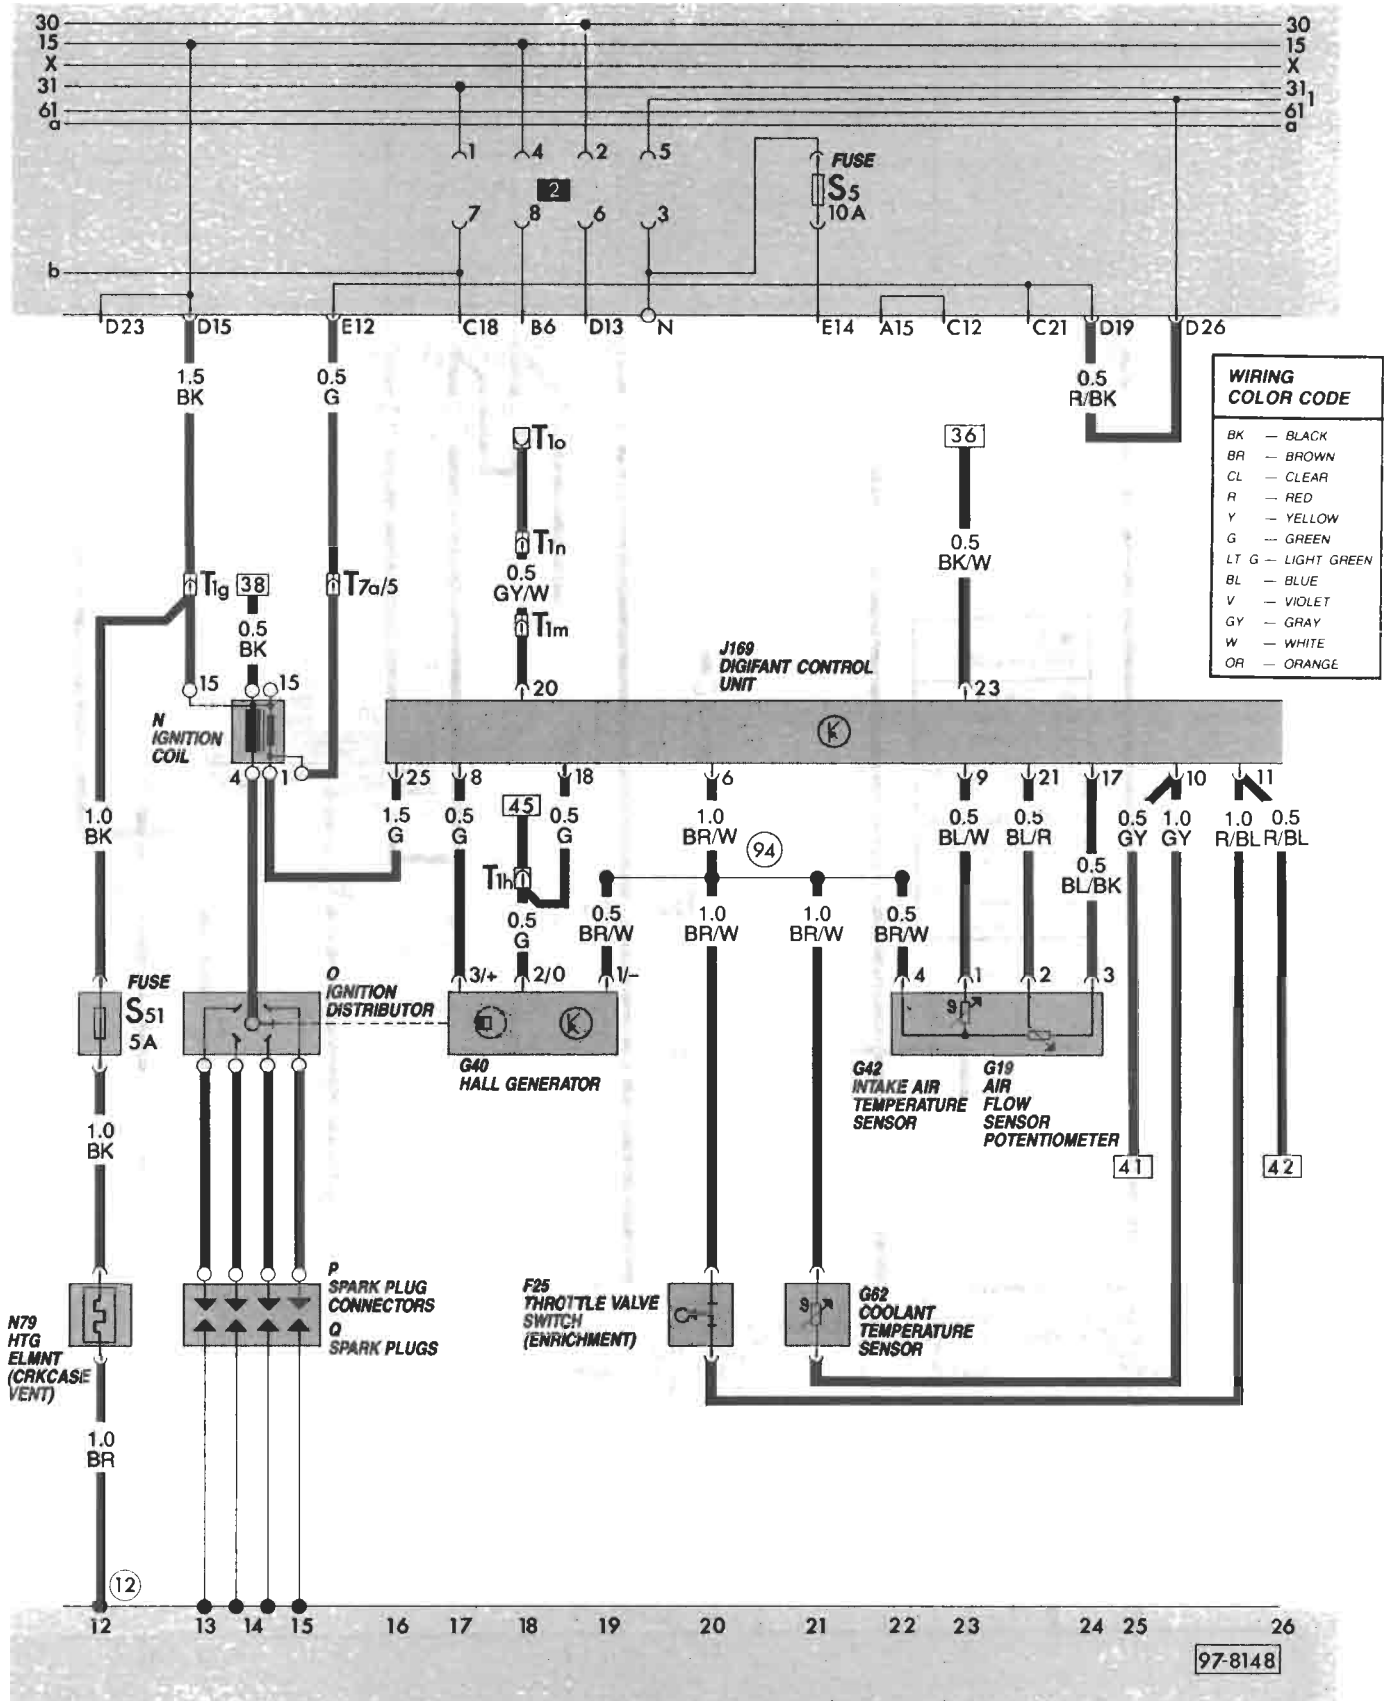 30 30
15 15
X X
31 31
1
61 61
a a
1 4 2 5
FUSE
S5
10A
2
7 8 6 3
b
D23 D15 E12 C18 B6 D13 N E14 A15 C12 C21 D19 D26
1.5
BK
0.5
G
0.5
R/BK
WIRING
COLOR CODE
BK — BLACK
BR — BROWN
CL — CLEAR
R — RED
Y — YELLOW
G — GREEN
LT G — LIGHT GREEN
BL — BLUE
V — VIOLET
GY — GRAY
W — WHITE
OR — ORANGE
T1o
36
T1n
0.5
GY/W
T1m
0.5
BK/W
T1g
38
T7a/5
0.5
BK
15 15
J169
DIGIFANT CONTROL
UNIT
20
23
N
IGNITION
COIL
4 1
25 8 18 6 9 21 17 10 11
1.0
BK
1.5
G
0.5
G
45
0.5
G
1.0
BR/W
94
0.5
BL/W
0.5
BL/R
0.5
BL/BK
0.5
GY
1.0
GY
1.0
R/BL
0.5
R/BL
T1h
0.5
G
0.5
BR/W
1.0
BR/W
1.0
BR/W
0.5
BR/W
3/+ 2/0 1/− 4 1 2 3
FUSE
S51
5A
O
IGNITION
DISTRIBUTOR
G40
HALL GENERATOR
G42
INTAKE AIR
TEMPERATURE
SENSOR
G19
AIR
FLOW
SENSOR
POTENTIOMETER
1.0
BK
41
42
P
SPARK PLUG
CONNECTORS
Q
SPARK PLUGS
F25
THROTTLE VALVE
SWITCH
(ENRICHMENT)
G62
COOLANT
TEMPERATURE
SENSOR
N79
HTG
ELMNT
(CRKCASE
VENT)
1.0
BR
12
12 13 14 15 16 17 18 19 20 21 22 23 24 25 26
97-8148